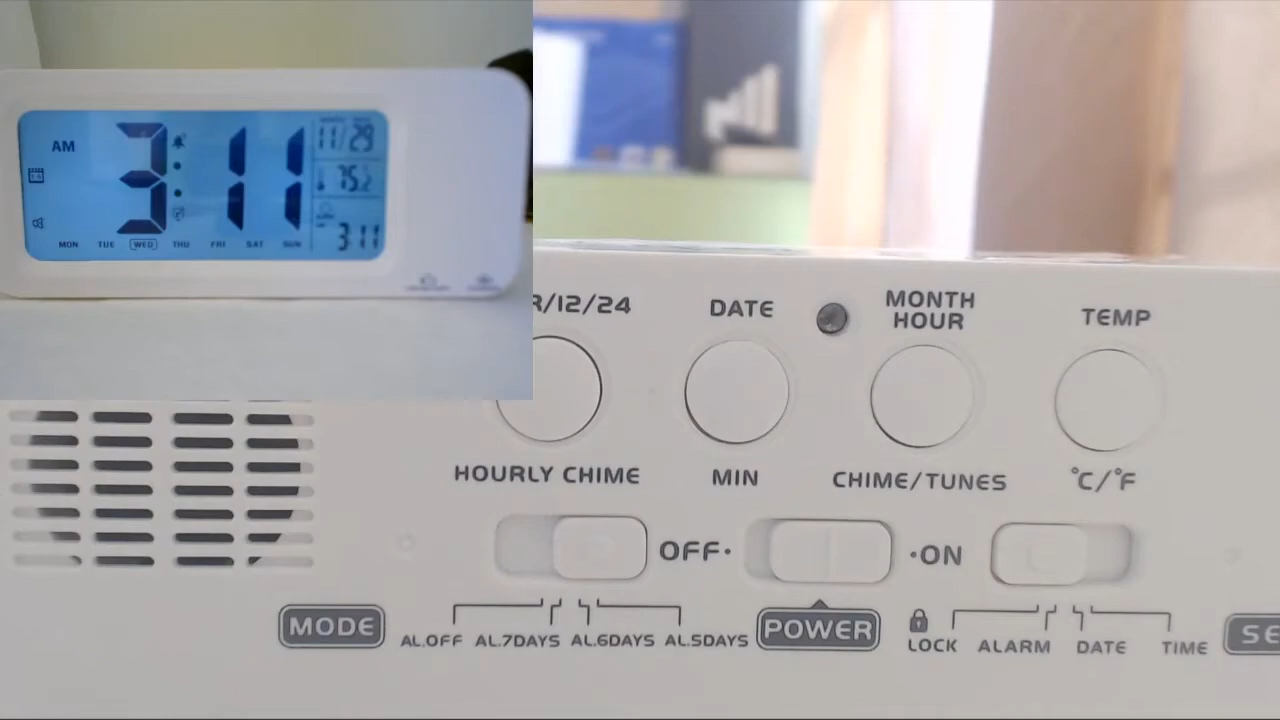 AM
3:11
11/29
75.2
3:11
MON TUE WED THU FRI SAT SUN
R/12/24 DATE MONTH HOUR TEMP
HOURLY CHIME MIN CHIME/TUNES °C/°F
OFF· ·ON
MODE AL.OFF AL.7DAYS AL.6DAYS AL.5DAYS POWER LOCK ALARM DATE TIME SE